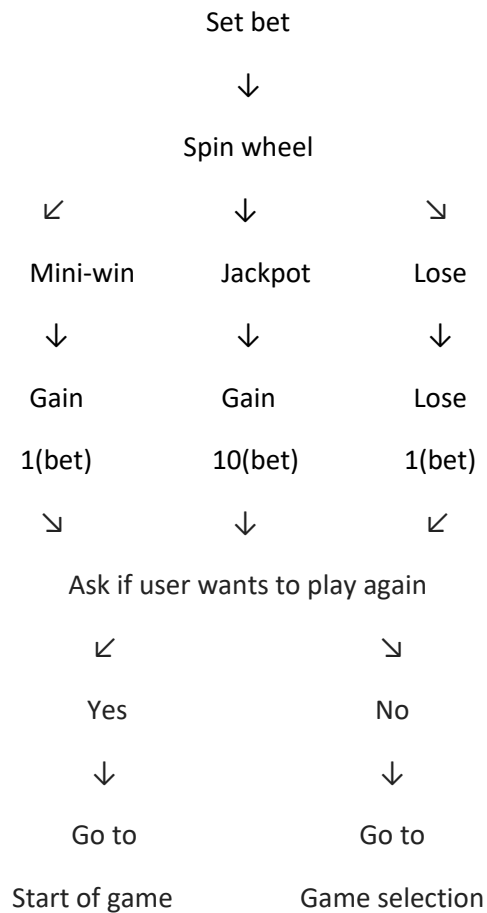 Set bet
↓
Spin wheel
↙ ↓ ↘
Mini-win Jackpot Lose
↓ ↓ ↓
Gain Gain Lose
1(bet) 10(bet) 1(bet)
↘ ↓ ↙
Ask if user wants to play again
↙ ↘
Yes No
↓ ↓
Go to Go to
Start of game Game selection